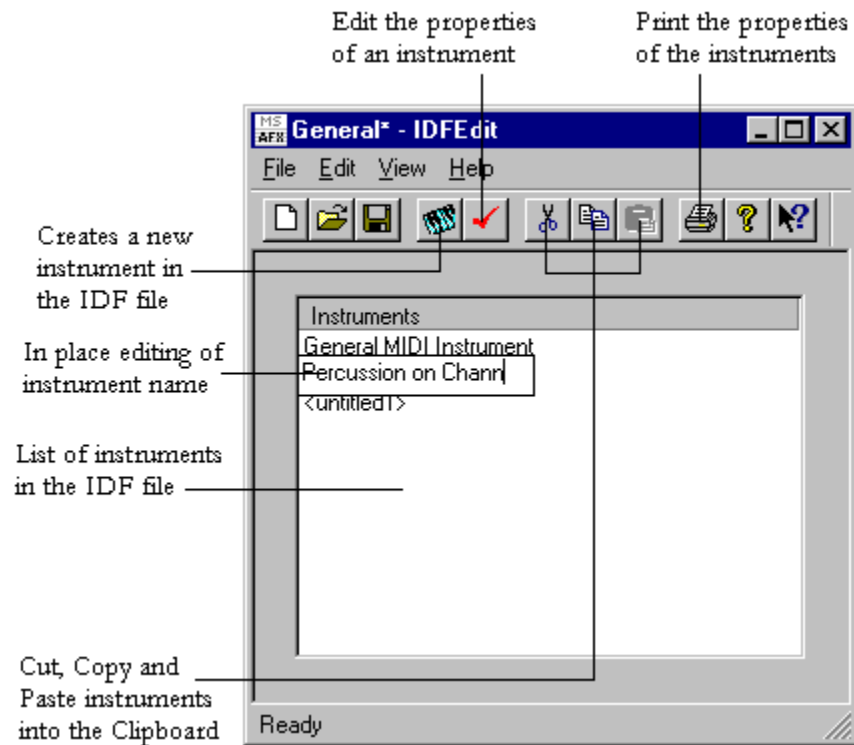 Edit the properties
of an instrument
Print the properties
of the instruments
MS
AFX
General* - IDFEdit
File Edit View Help
Creates a new
instrument in
the IDF file
Instruments
General MIDI Instrument
In place editing of
instrument name
Percussion on Chann
<untitled1>
List of instruments
in the IDF file
Cut, Copy and
Paste instruments
into the Clipboard
Ready